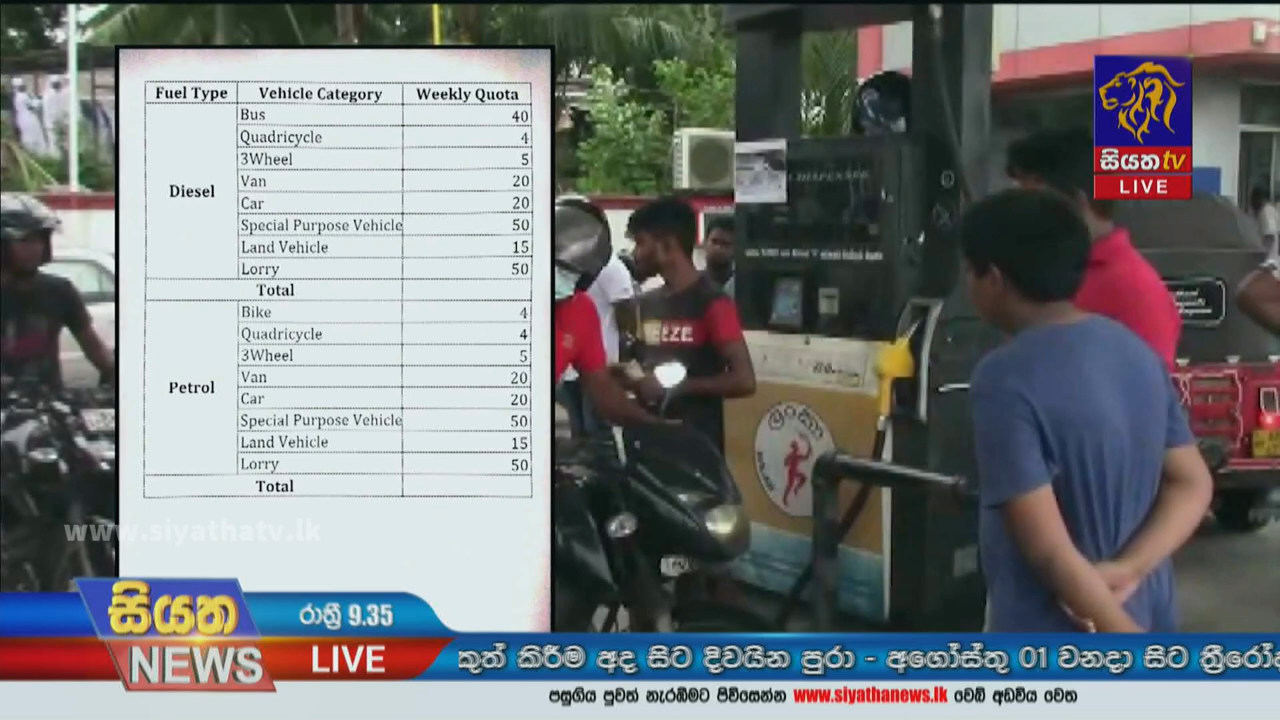 Fuel Type Vehicle Category Weekly Quota
Diesel
Bus 40
Quadricycle 4
3Wheel 5
Van 20
Car 20
Special Purpose Vehicle 50
Land Vehicle 15
Lorry 50
Total
Petrol
Bike 4
Quadricycle 4
3Wheel 5
Van 20
Car 20
Special Purpose Vehicle 50
Land Vehicle 15
Lorry 50
Total
සියත tv
LIVE
www.siyathatv.lk
සියත
NEWS
රාත්‍රී 9.35
LIVE
කුත් කිරීම අද සිට දිවයින පුරා - අගෝස්තු 01 වනදා සිට ත්‍රීරෝද
පසුගිය පුවත් නැරඹීමට පිවිසෙන්න www.siyathanews.lk වෙබ් අඩවිය වෙත